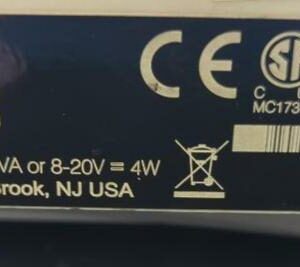 CE
C
MC173
VA or 8-20V = 4W
Brook, NJ USA